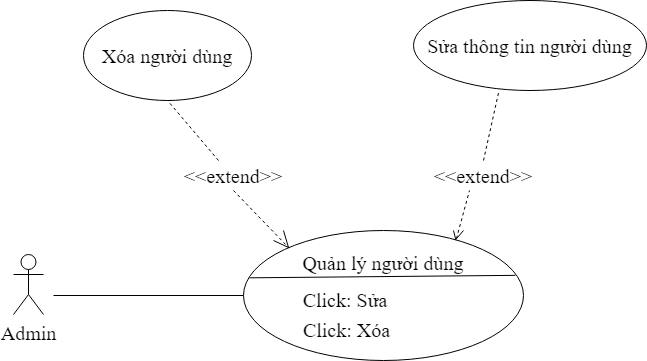 Xóa người dùng
Sửa thông tin người dùng
<<extend>>
<<extend>>
Quản lý người dùng
Click: Sửa
Click: Xóa
Admin